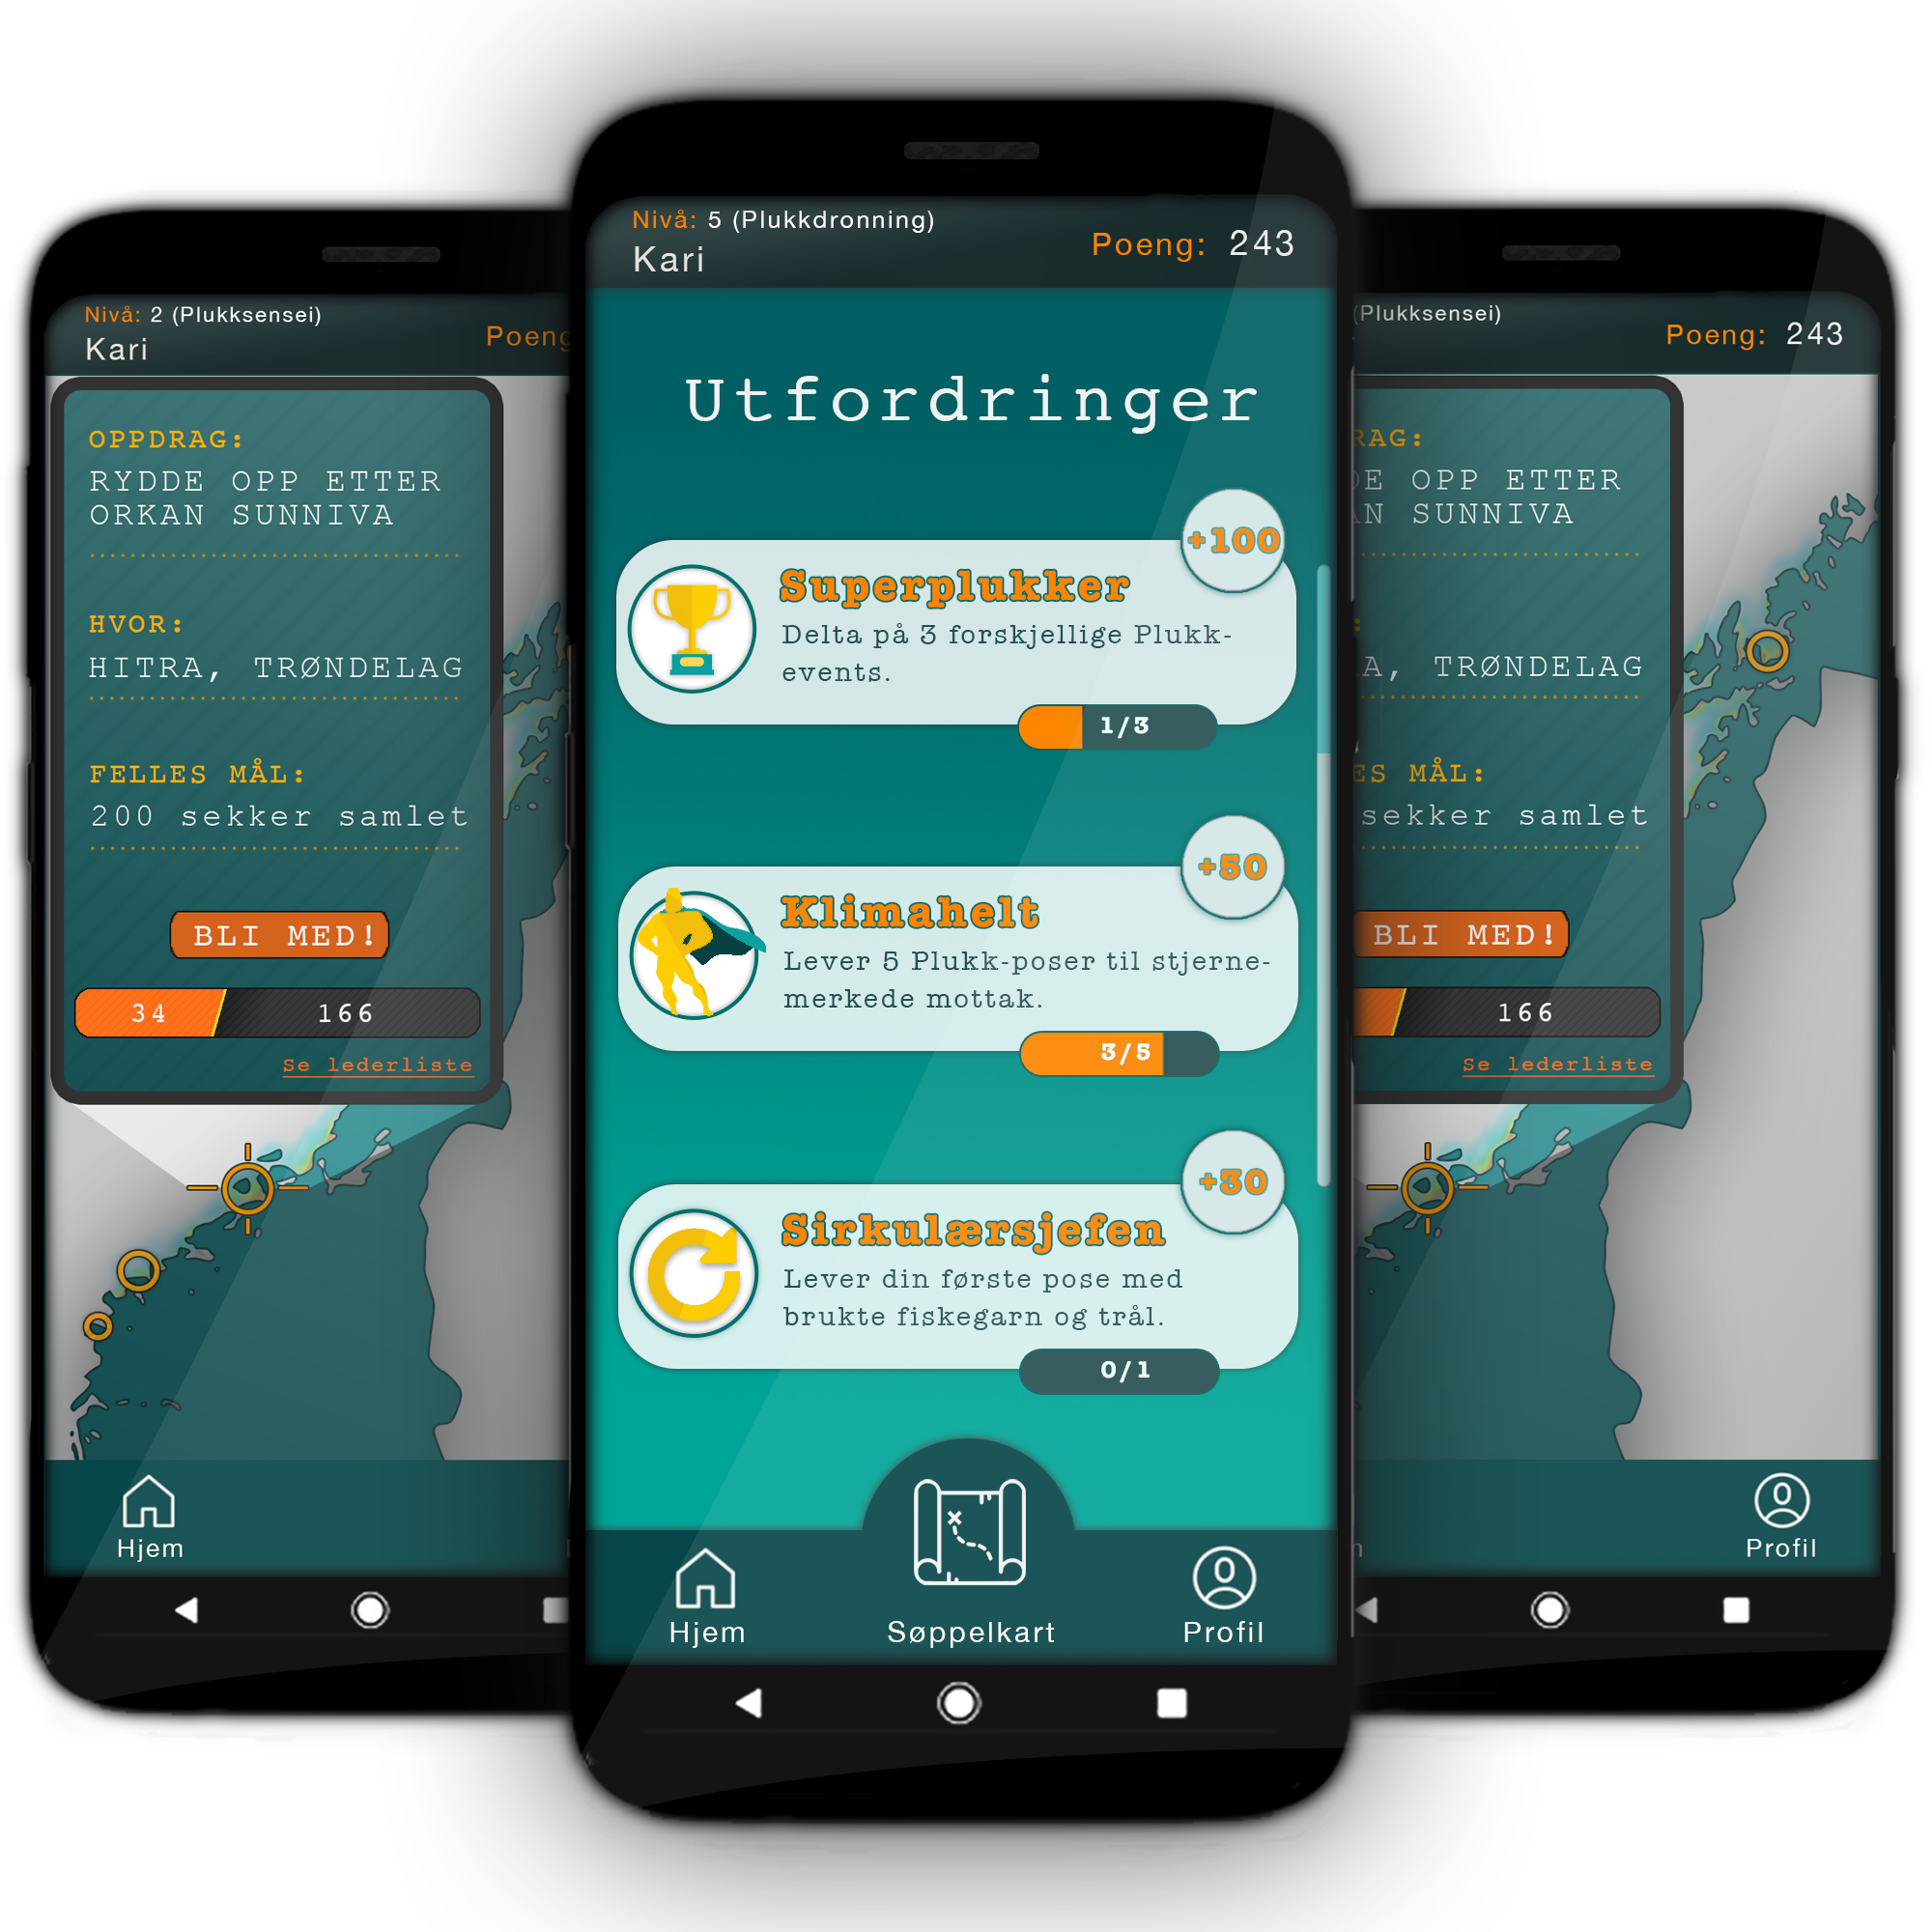 Nivå: 2 (Plukksensei)
Kari
Poeng
OPPDRAG:
RYDDE OPP ETTER
ORKAN SUNNIVA
HVOR:
HITRA, TRØNDELAG
FELLES MÅL:
200 sekker samlet
BLI MED!
34 166
Se lederliste
Hjem
Nivå: 5 (Plukkdronning)
Kari
Poeng: 243
Utfordringer
+100
Superplukker
Delta på 3 forskjellige Plukk-
events.
1/3
+50
Klimahelt
Lever 5 Plukk-poser til stjerne-
merkede mottak.
3/5
+30
Sirkulærsjefen
Lever din første pose med
brukte fiskegarn og trål.
0/1
Hjem
Søppelkart
Profil
(Plukksensei)
Poeng: 243
RAG:
DE OPP ETTER
AN SUNNIVA
A, TRØNDELAG
ES MÅL:
sekker samlet
BLI MED!
166
Se lederliste
Profil